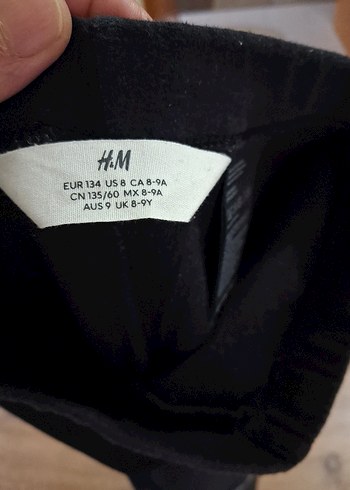 H&M
EUR 134 US 8 CA 8-9A
CN 135/60 MX 8-9A
AUS 9 UK 8-9Y